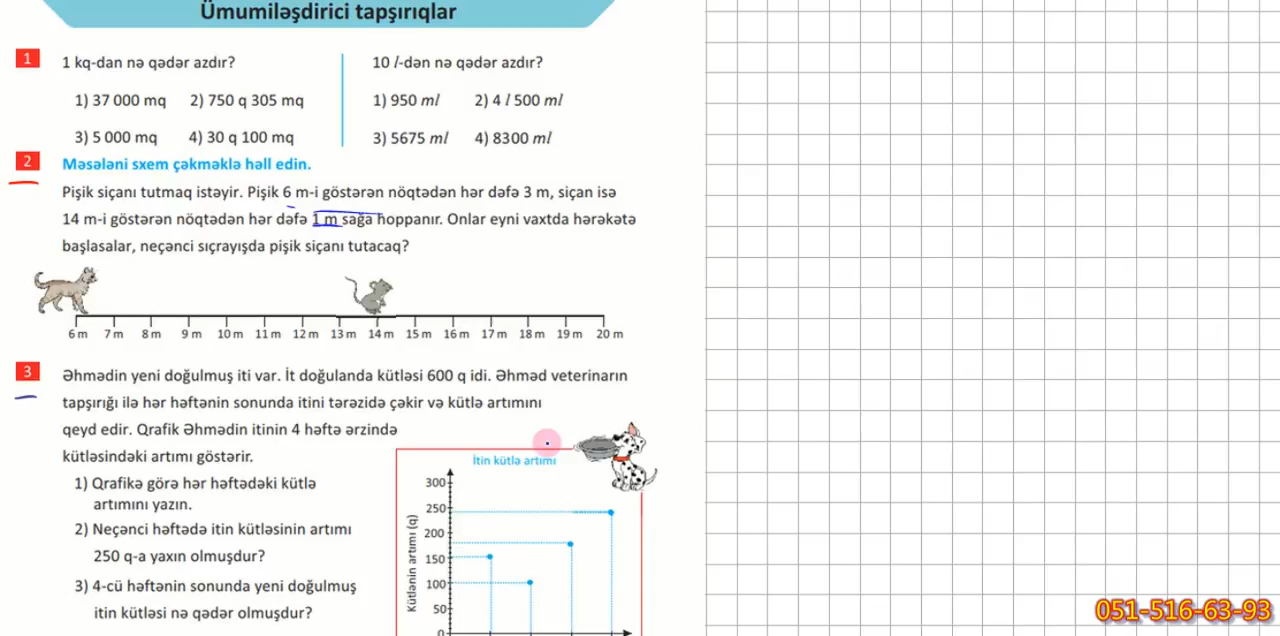 Ümumiləşdirici tapşırıqlar
1
1 kq-dan nə qədər azdır?
1) 37 000 mq 2) 750 q 305 mq
3) 5 000 mq 4) 30 q 100 mq
10 l-dən nə qədər azdır?
1) 950 ml 2) 4 l 500 ml
3) 5675 ml 4) 8300 ml
2
Məsələni sxem çəkməklə həll edin.
Pişik siçanı tutmaq istəyir. Pişik 6 m-i göstərən nöqtədən hər dəfə 3 m, siçan isə
14 m-i göstərən nöqtədən hər dəfə 1 m sağa hoppanır. Onlar eyni vaxtda hərəkətə
başlasalar, neçənci sıçrayışda pişik siçanı tutacaq?
6 m 7 m 8 m 9 m 10 m 11 m 12 m 13 m 14 m 15 m 16 m 17 m 18 m 19 m 20 m
3
Əhmədin yeni doğulmuş iti var. İt doğulanda kütləsi 600 q idi. Əhməd veterinarın
tapşırığı ilə hər həftənin sonunda itini tərəzidə çəkir və kütlə artımını
qeyd edir. Qrafik Əhmədin itinin 4 həftə ərzində
kütləsindəki artımı göstərir.
1) Qrafikə görə hər həftədəki kütlə
artımını yazın.
2) Neçənci həftədə itin kütləsinin artımı
250 q-a yaxın olmuşdur?
3) 4-cü həftənin sonunda yeni doğulmuş
itin kütləsi nə qədər olmuşdur?
İtin kütlə artımı
Kütlənin artımı (q)
300
250
200
150
100
50
0
051-516-63-93